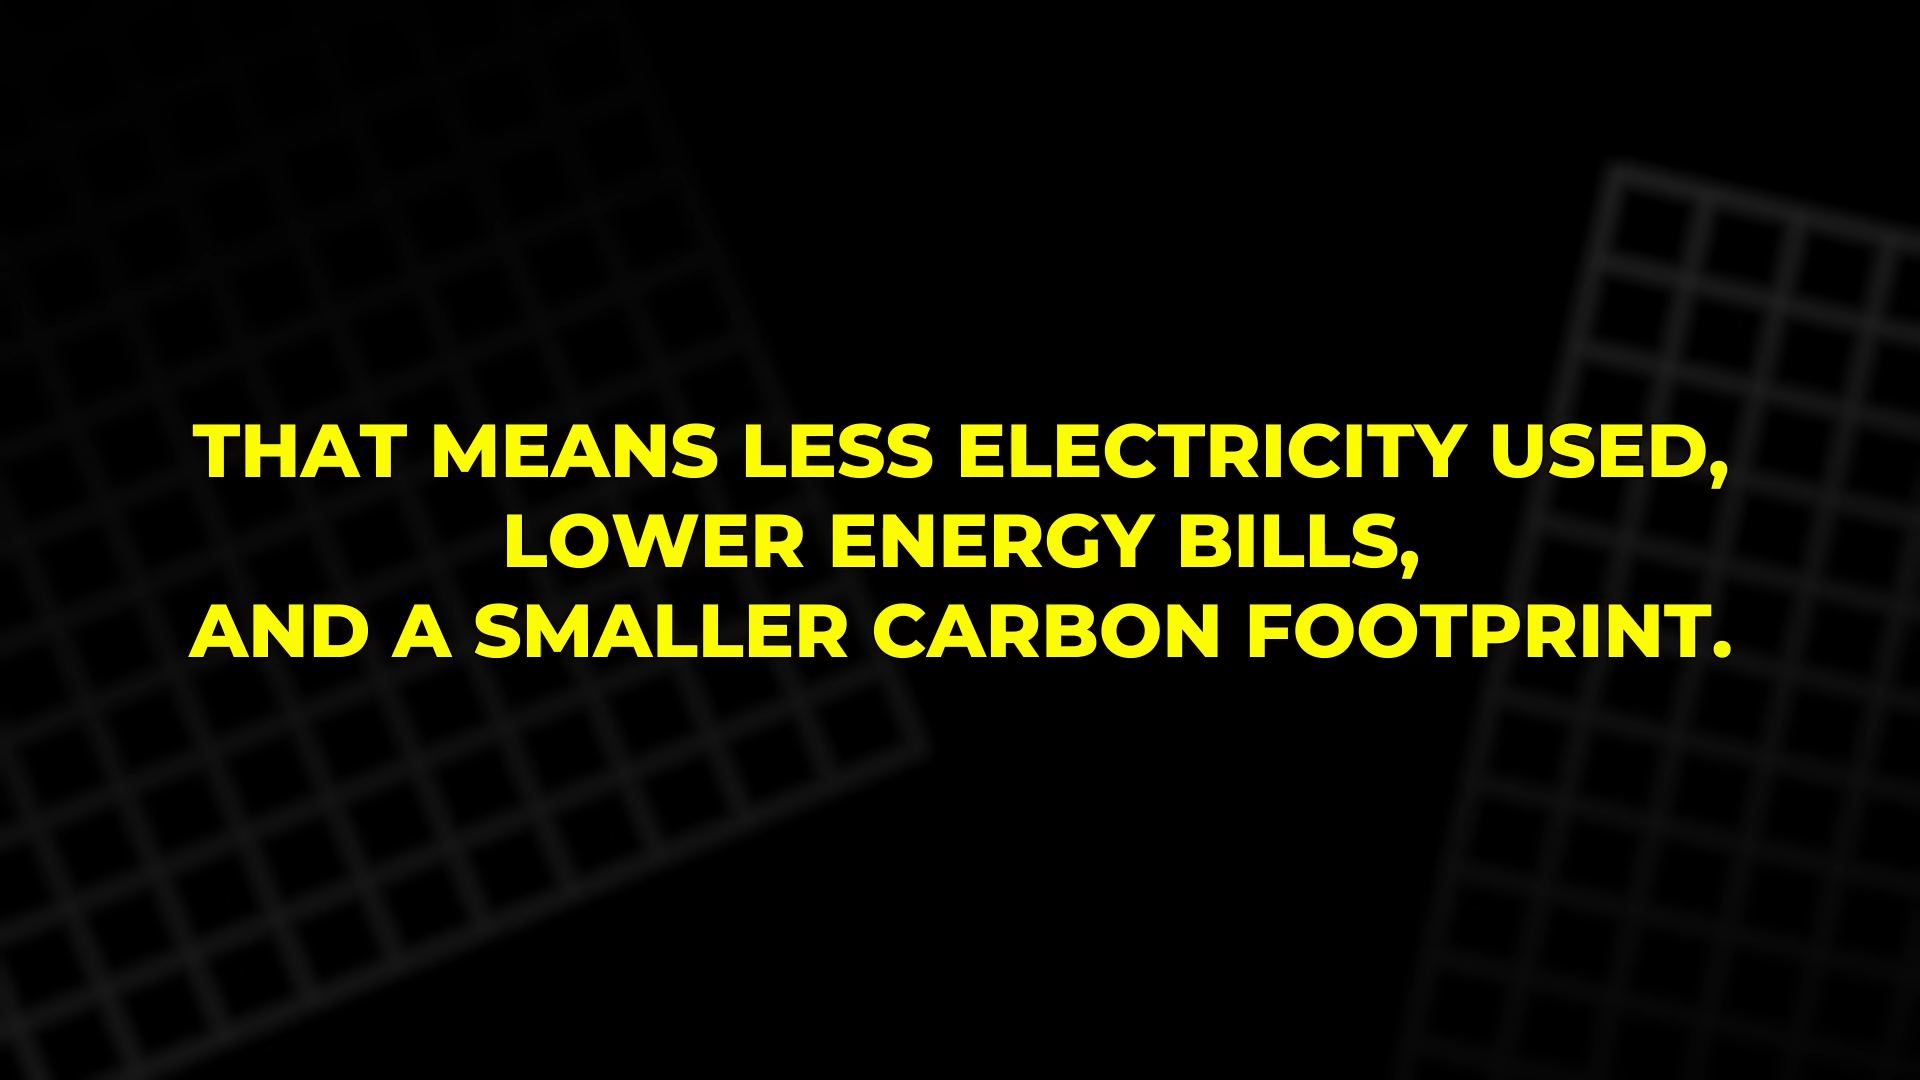 THAT MEANS LESS ELECTRICITY USED,
LOWER ENERGY BILLS,
AND A SMALLER CARBON FOOTPRINT.